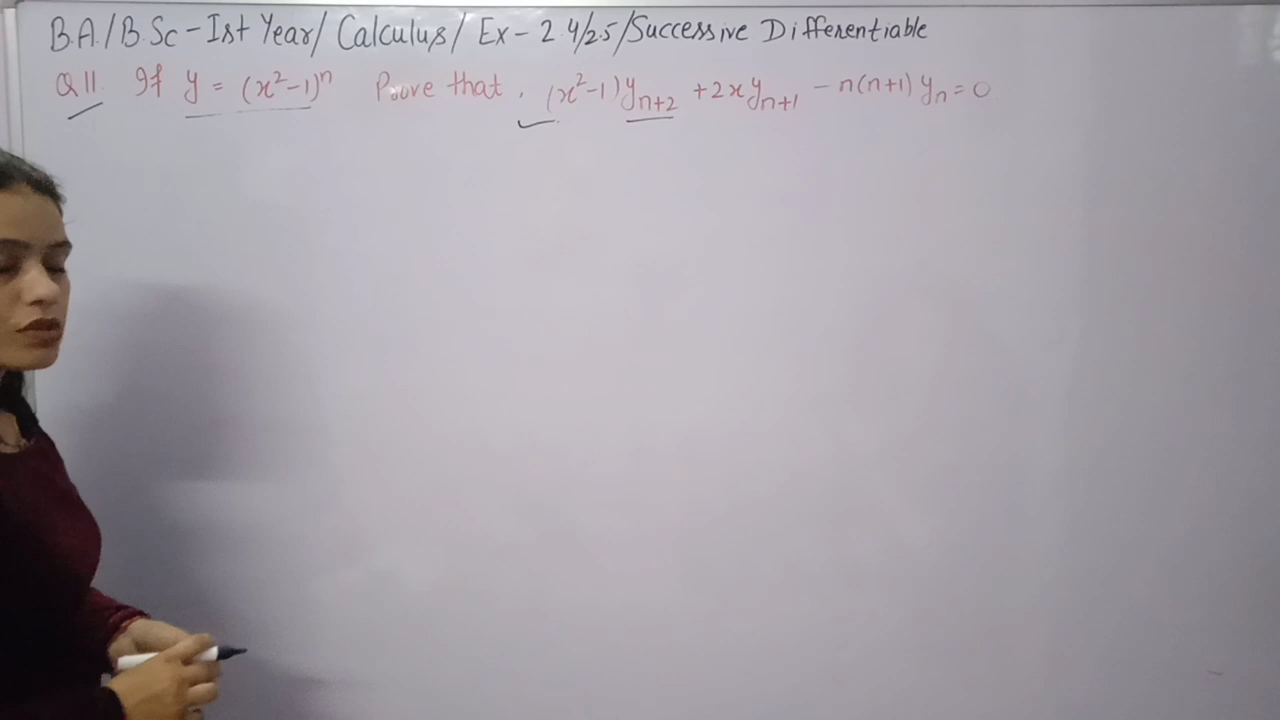 B.A./B.Sc - Ist Year/ Calculus/ Ex - 2.4/2.5/Successive Differentiable
Q11. If y = (x²-1)ⁿ Prove that, (x²-1)yₙ₊₂ +2xyₙ₊₁ - n(n+1) yₙ = 0